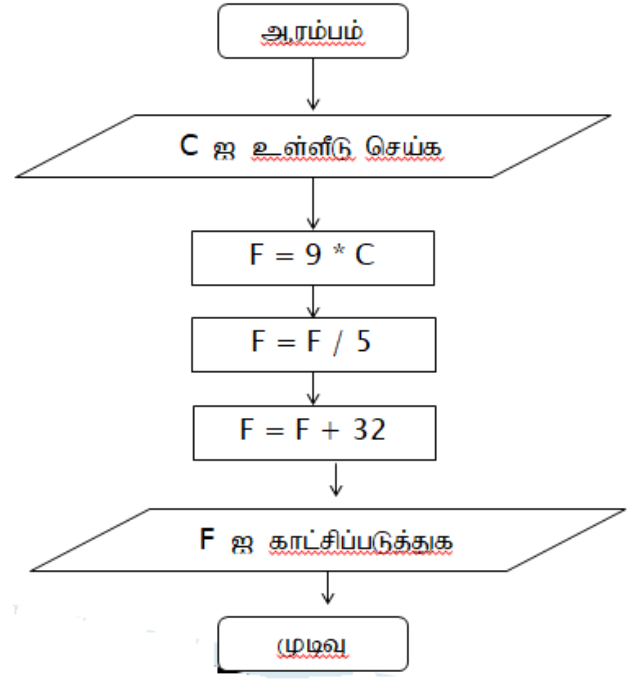 ஆரம்பம்
C ஐ உள்ளீடு செய்க
F = 9 * C
F = F / 5
F = F + 32
F ஐ காட்சிப்படுத்துக
முடிவு